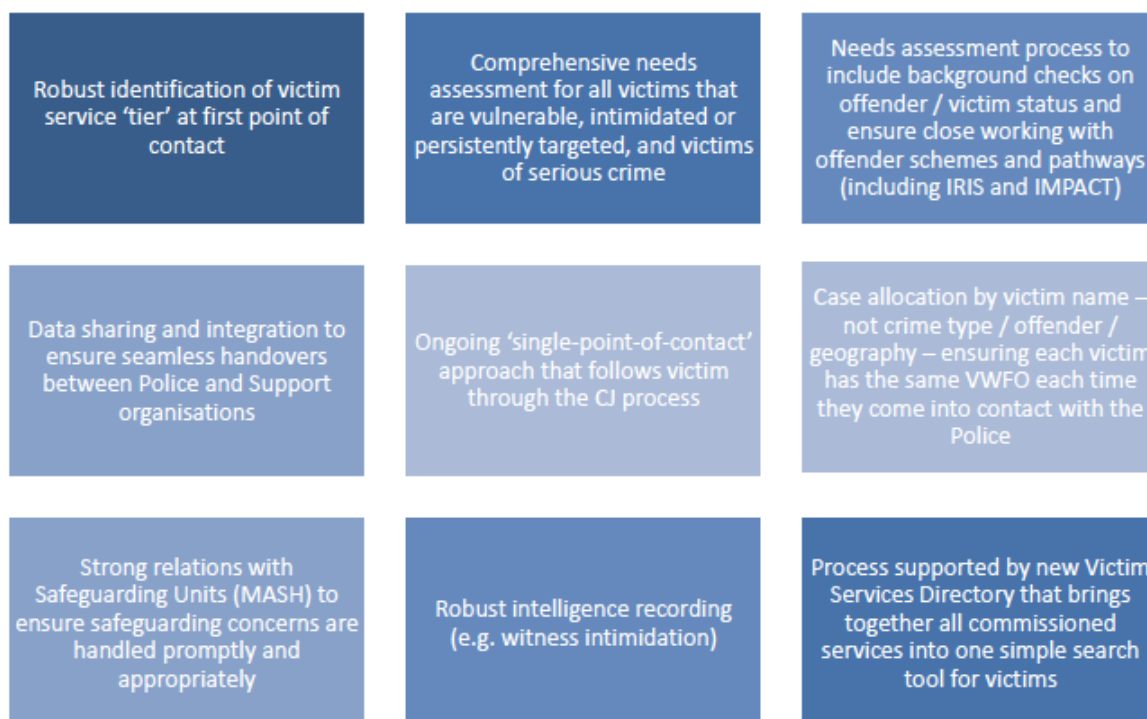 Robust identification of victim
service ‘tier’ at first point of
contact
Comprehensive needs
assessment for all victims that
are vulnerable, intimidated or
persistently targeted, and victims
of serious crime
Needs assessment process to
include background checks on
offender / victim status and
ensure close working with
offender schemes and pathways
(including IRIS and IMPACT)
Data sharing and integration to
ensure seamless handovers
between Police and Support
organisations
Ongoing ‘single-point-of-contact’
approach that follows victim
through the CJ process
Case allocation by victim name –
not crime type / offender /
geography – ensuring each victim
has the same VWFO each time
they come into contact with the
Police
Strong relations with
Safeguarding Units (MASH) to
ensure safeguarding concerns are
handled promptly and
appropriately
Robust intelligence recording
(e.g. witness intimidation)
Process supported by new Victim
Services Directory that brings
together all commissioned
services into one simple search
tool for victims